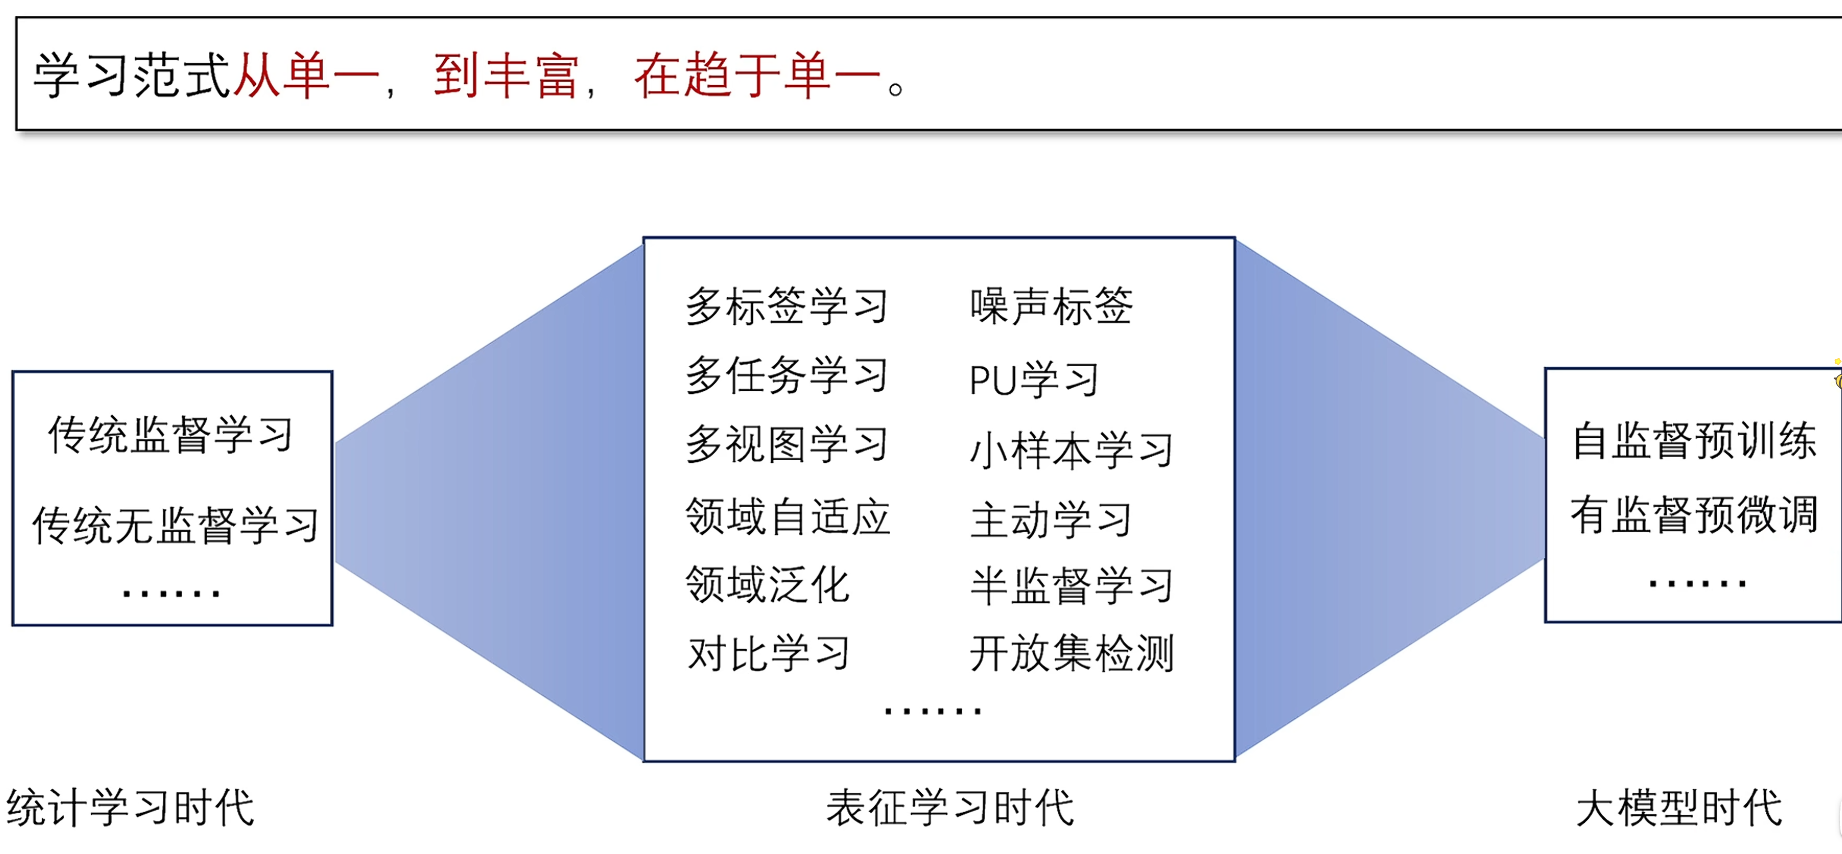 学习范式从单一，到丰富，在趋于单一。
传统监督学习
传统无监督学习
……
多标签学习
多任务学习
多视图学习
领域自适应
领域泛化
对比学习
噪声标签
PU学习
小样本学习
主动学习
半监督学习
开放集检测
……
自监督预训练
有监督预微调
……
统计学习时代
表征学习时代
大模型时代